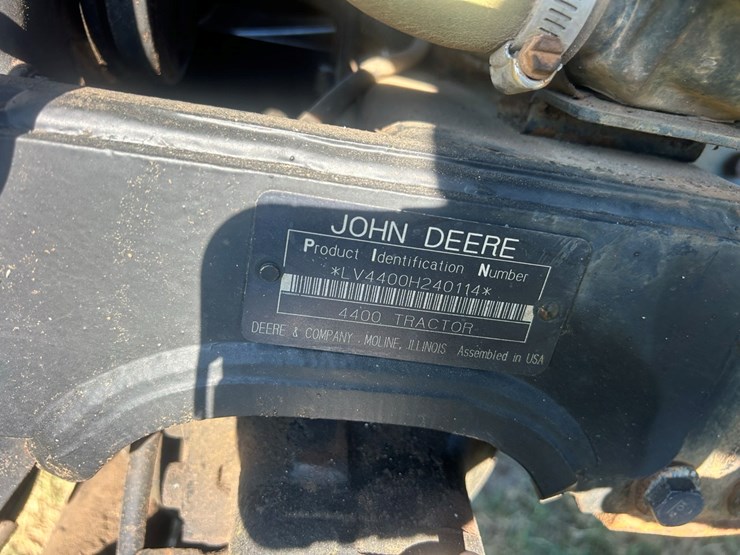 JOHN DEERE
Product Identification Number
*LV4400H240114*
4400 TRACTOR
DEERE & COMPANY MOLINE, ILLINOIS Assembled in USA